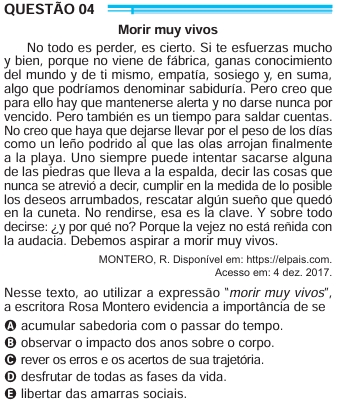 QUESTÃO 04
Morir muy vivos
No todo es perder, es cierto. Si te esfuerzas mucho
y bien, porque no viene de fábrica, ganas conocimiento
del mundo y de ti mismo, empatía, sosiego y, en suma,
algo que podríamos denominar sabiduría. Pero creo que
para ello hay que mantenerse alerta y no darse nunca por
vencido. Pero también es un tiempo para saldar cuentas.
No creo que haya que dejarse llevar por el peso de los días
como un leño podrido al que las olas arrojan finalmente
a la playa. Uno siempre puede intentar sacarse alguna
de las piedras que lleva a la espalda, decir las cosas que
nunca se atrevió a decir, cumplir en la medida de lo posible
los deseos arrumbados, rescatar algún sueño que quedó
en la cuneta. No rendirse, esa es la clave. Y sobre todo
decirse: ¿y por qué no? Porque la vejez no está reñida con
la audacia. Debemos aspirar a morir muy vivos.
MONTERO, R. Disponível em: https://elpais.com.
Acesso em: 4 dez. 2017.
Nesse texto, ao utilizar a expressão “morir muy vivos”,
a escritora Rosa Montero evidencia a importância de se
A acumular sabedoria com o passar do tempo.
B observar o impacto dos anos sobre o corpo.
C rever os erros e os acertos de sua trajetória.
D desfrutar de todas as fases da vida.
E libertar das amarras sociais.